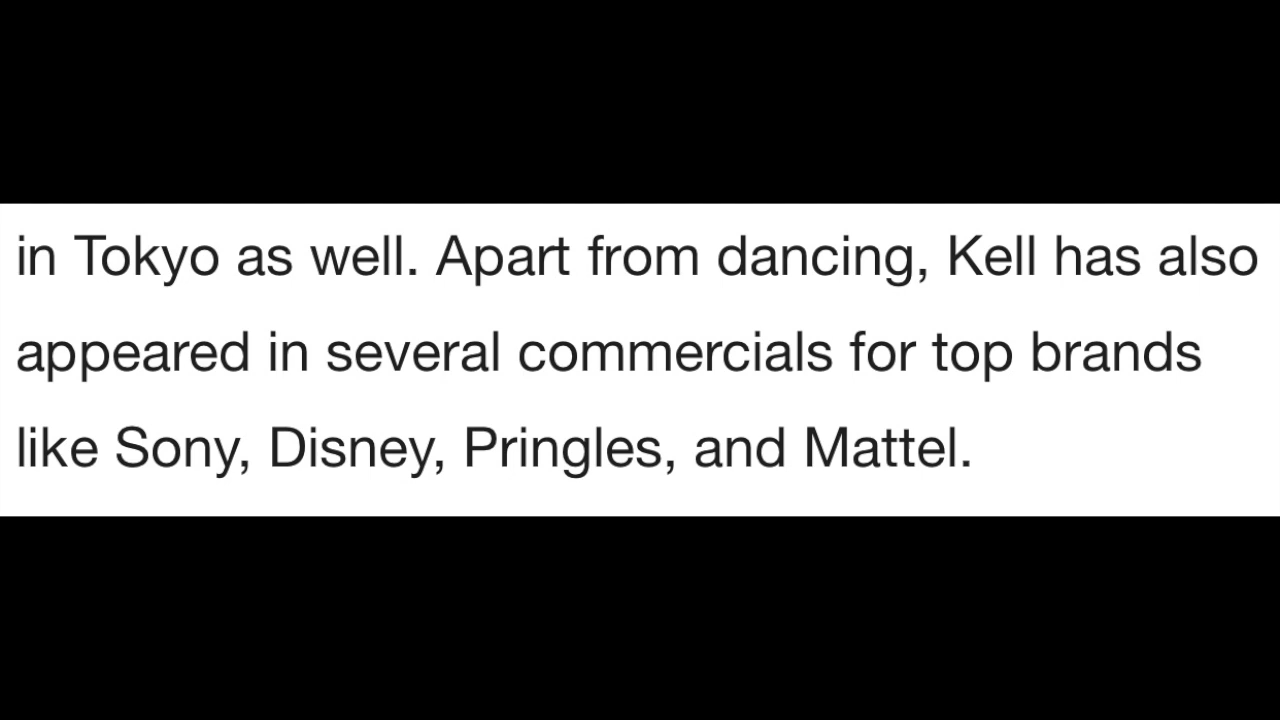 in Tokyo as well. Apart from dancing, Kell has also
appeared in several commercials for top brands
like Sony, Disney, Pringles, and Mattel.